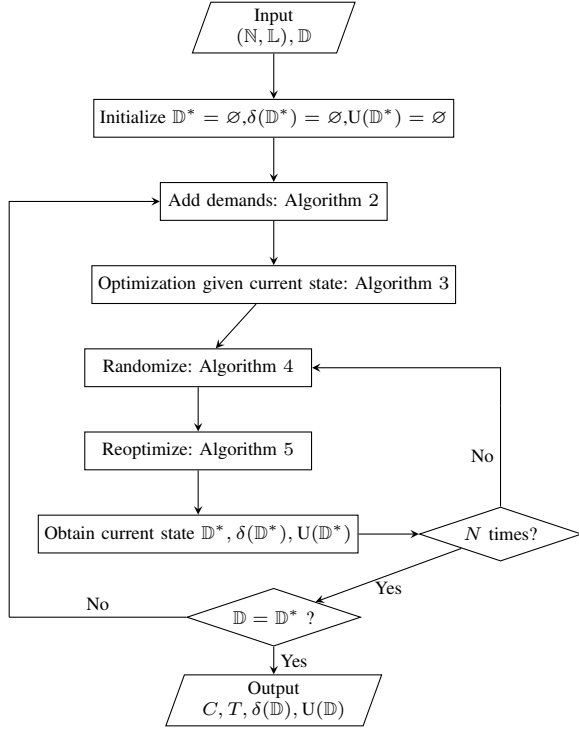 Input
(ℕ, 𝕃), 𝔻
Initialize 𝔻* = ∅,δ(𝔻*) = ∅,U(𝔻*) = ∅
Add demands: Algorithm 2
Optimization given current state: Algorithm 3
Randomize: Algorithm 4
Reoptimize: Algorithm 5
No
Obtain current state 𝔻*, δ(𝔻*), U(𝔻*)
N times?
Yes
No
𝔻 = 𝔻* ?
Yes
Output
C, T, δ(𝔻), U(𝔻)